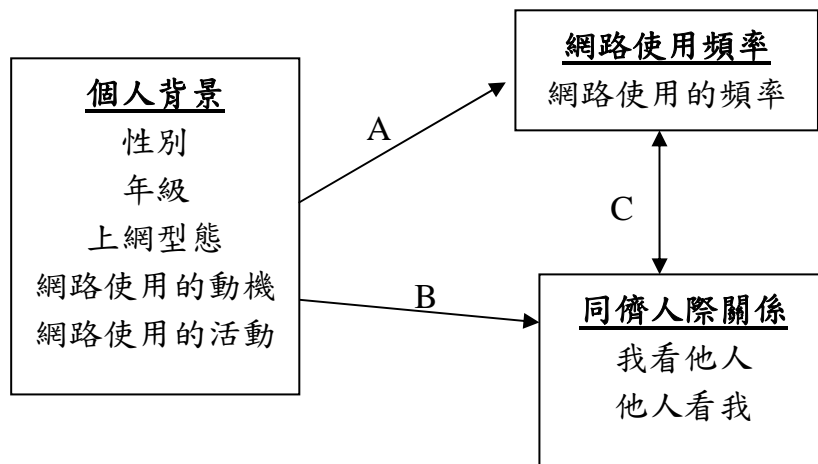 個人背景
性別
年級
上網型態
網路使用的動機
網路使用的活動
A
B
網路使用頻率
網路使用的頻率
C
同儕人際關係
我看他人
他人看我